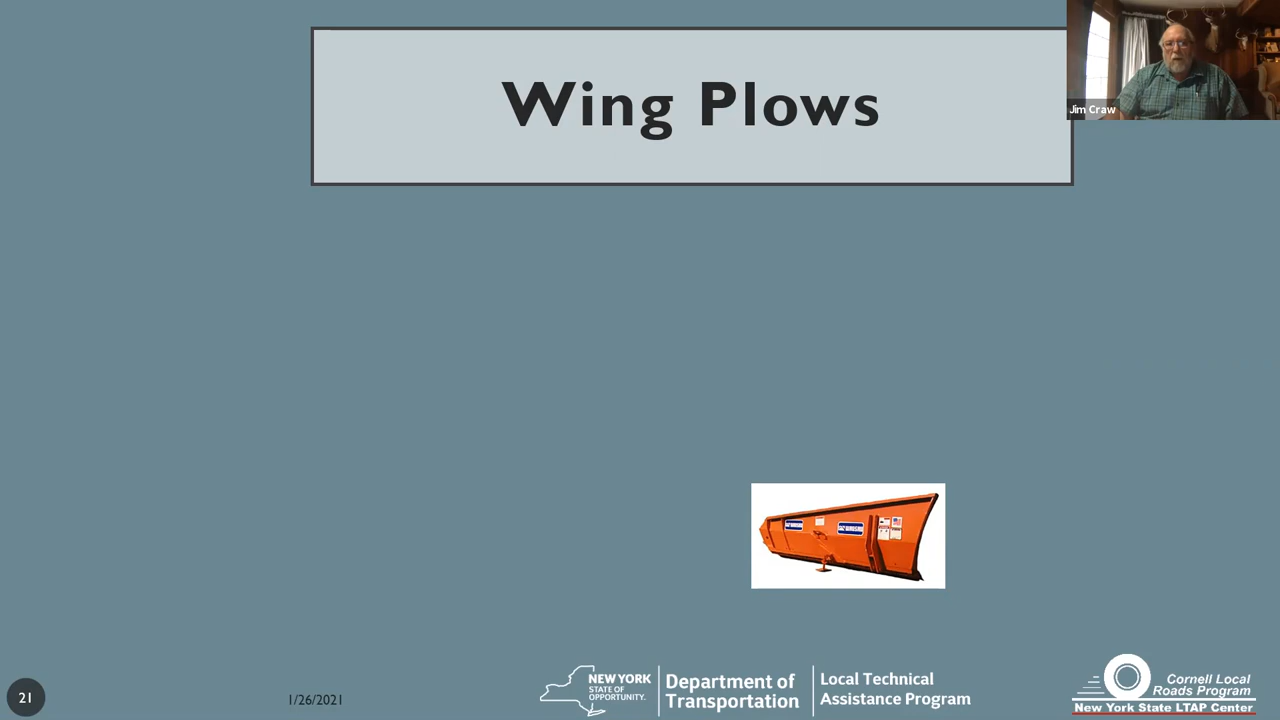 Wing Plows
Jim Craw
21
1/26/2021
NEW YORK
STATE OF
OPPORTUNITY.
Department of
Transportation
Local Technical
Assistance Program
Cornell Local
Roads Program
New York State LTAP Center